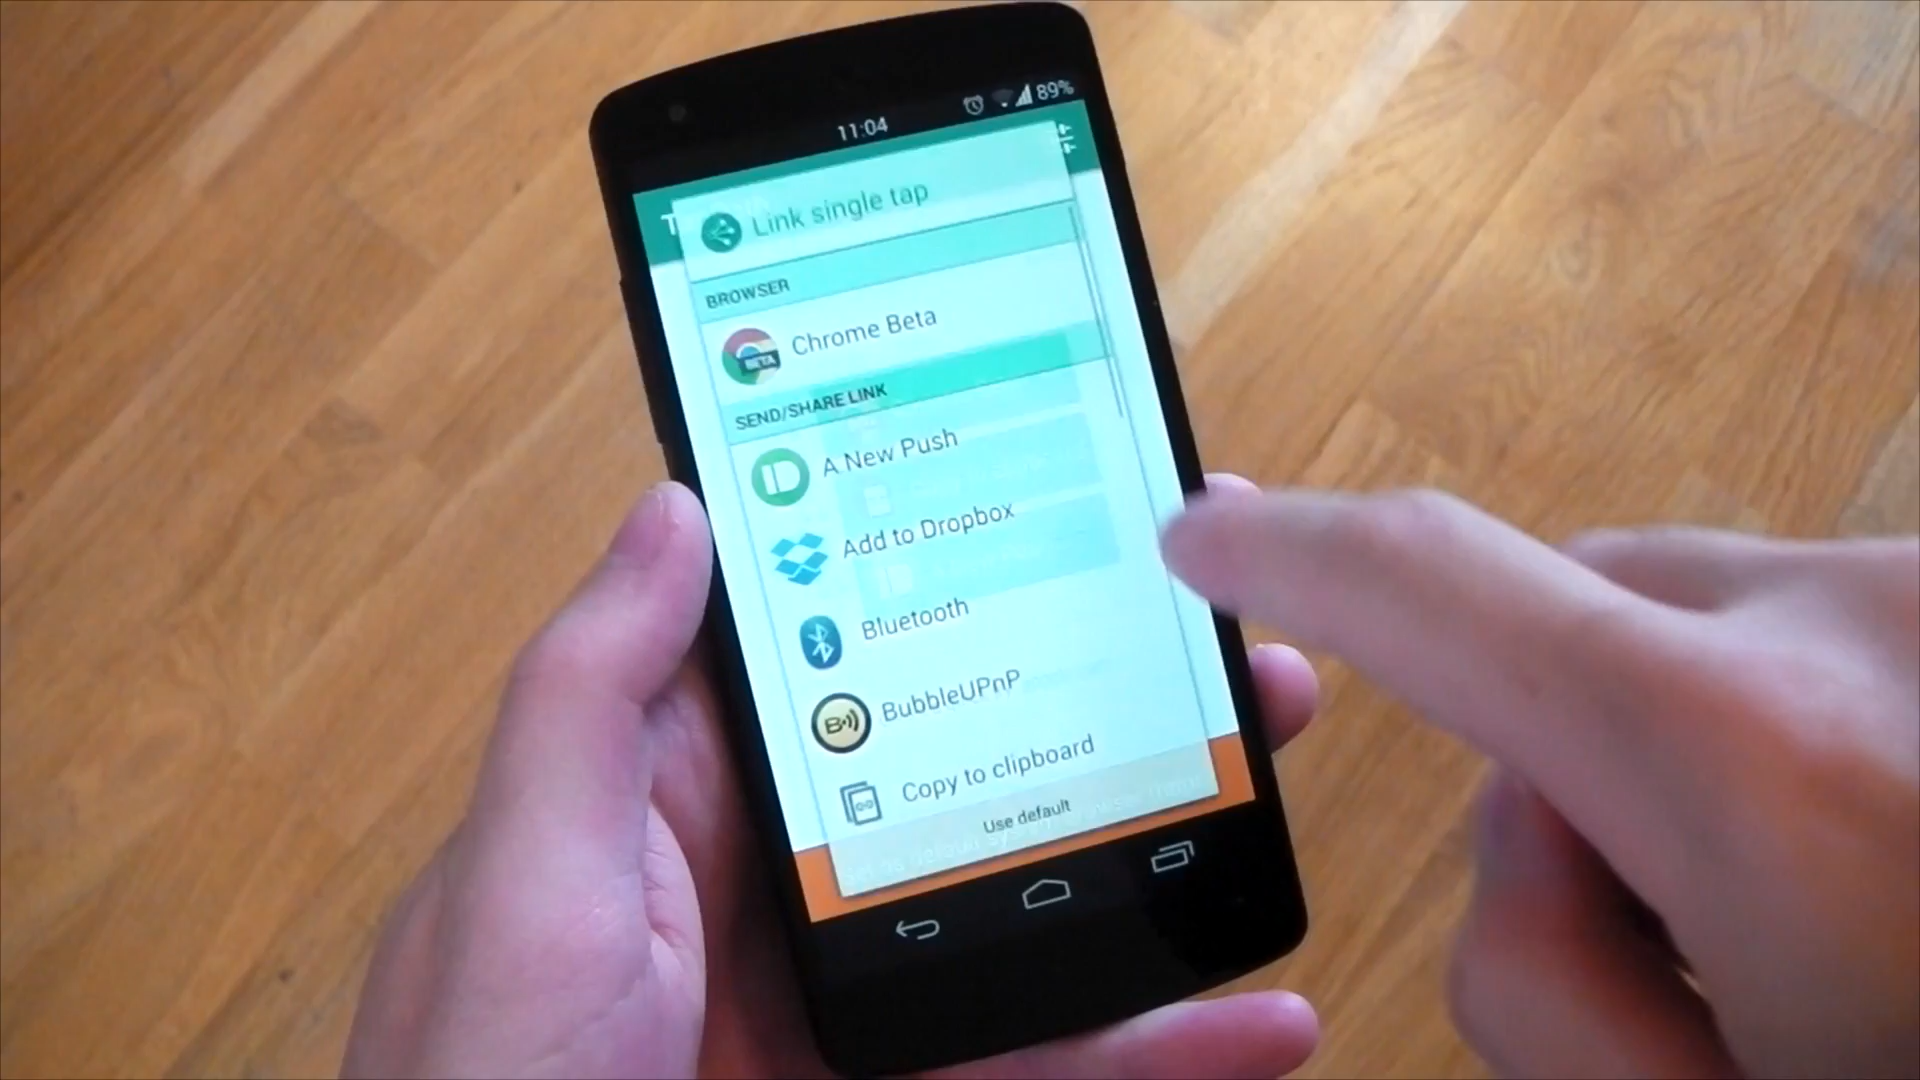 11:04 89%
Link single tap
BROWSER
BETA
Chrome Beta
SEND/SHARE LINK
A New Push
Add to Dropbox
Bluetooth
B
BubbleUPnP
Copy to clipboard
Use default